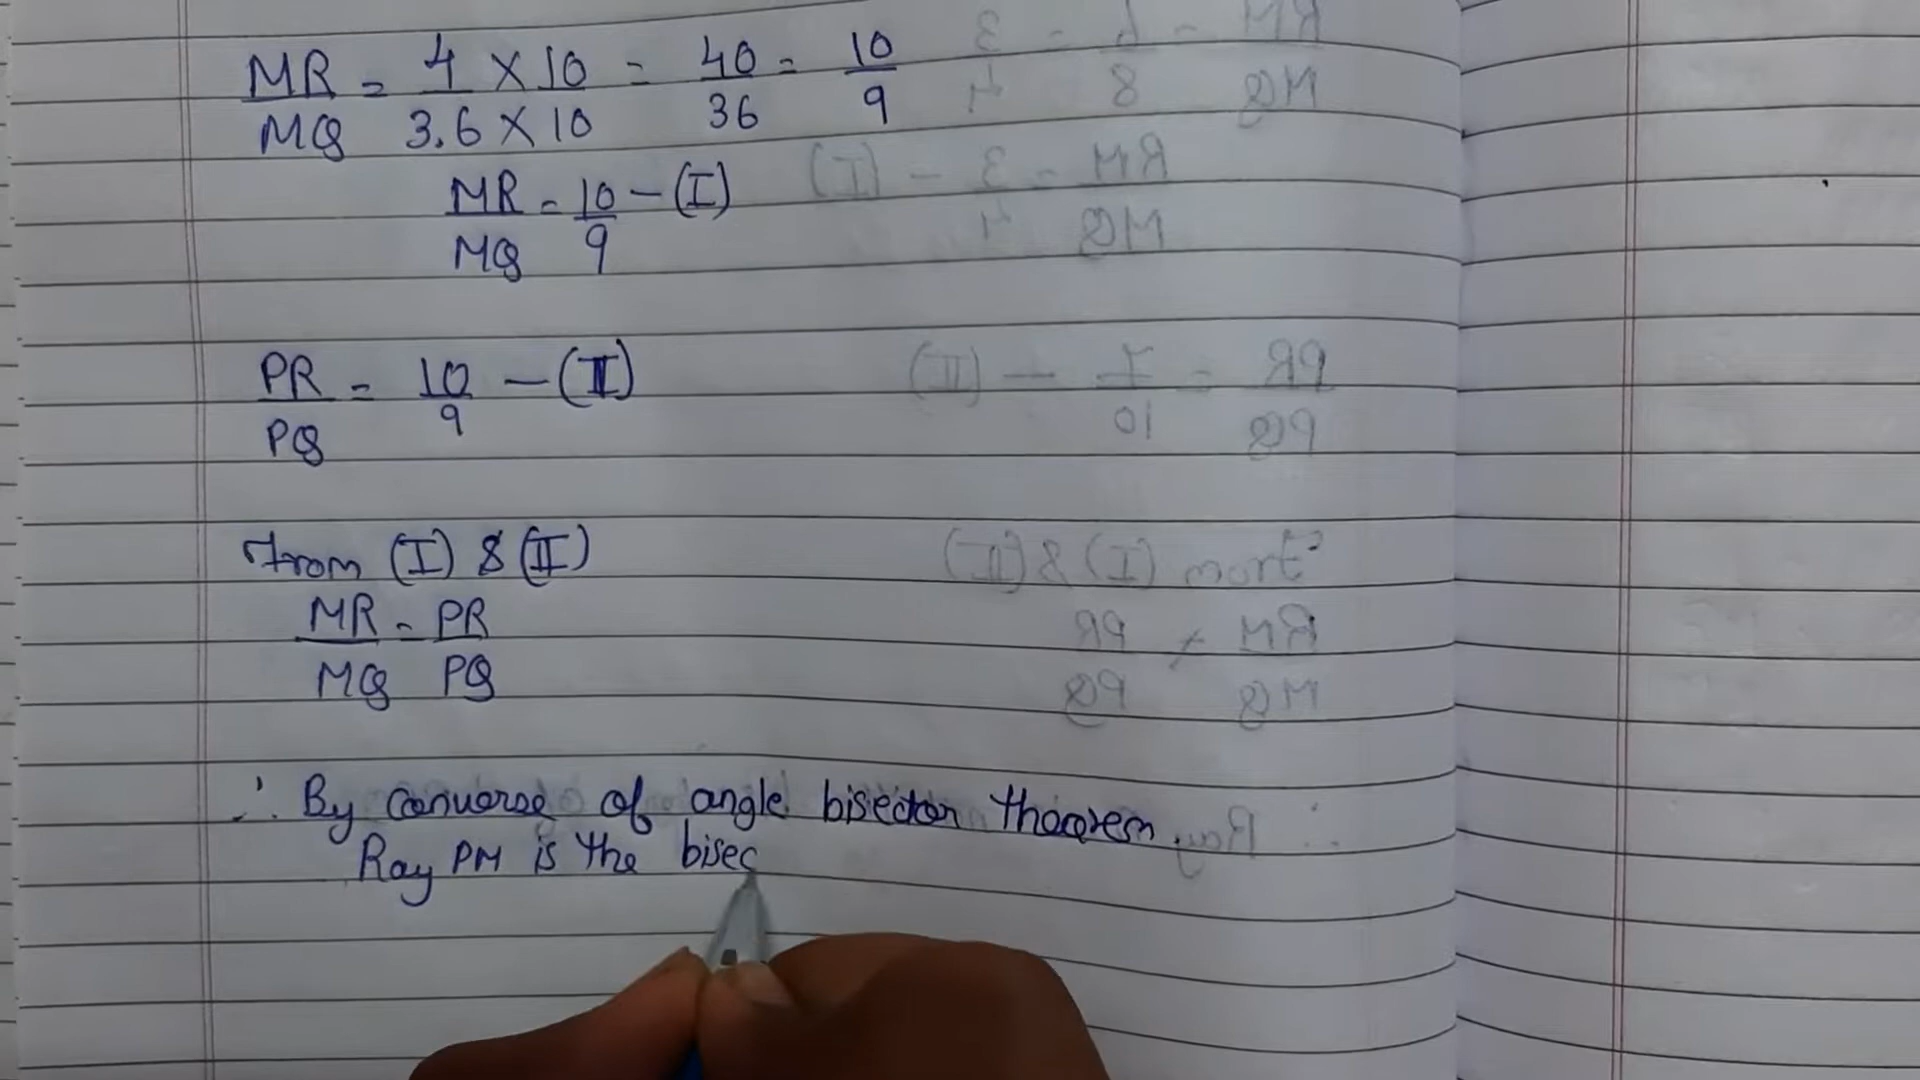 MR/MQ = 4 × 10/3.6 × 10 = 40/36 = 10/9
MR/MQ = 10/9 – (I)
PR/PQ = 10/9 – (II)
From (I) & (II)
MR/MQ = PR/PQ
∴ By converse of angle bisector theorem.
Ray PM is the bisec